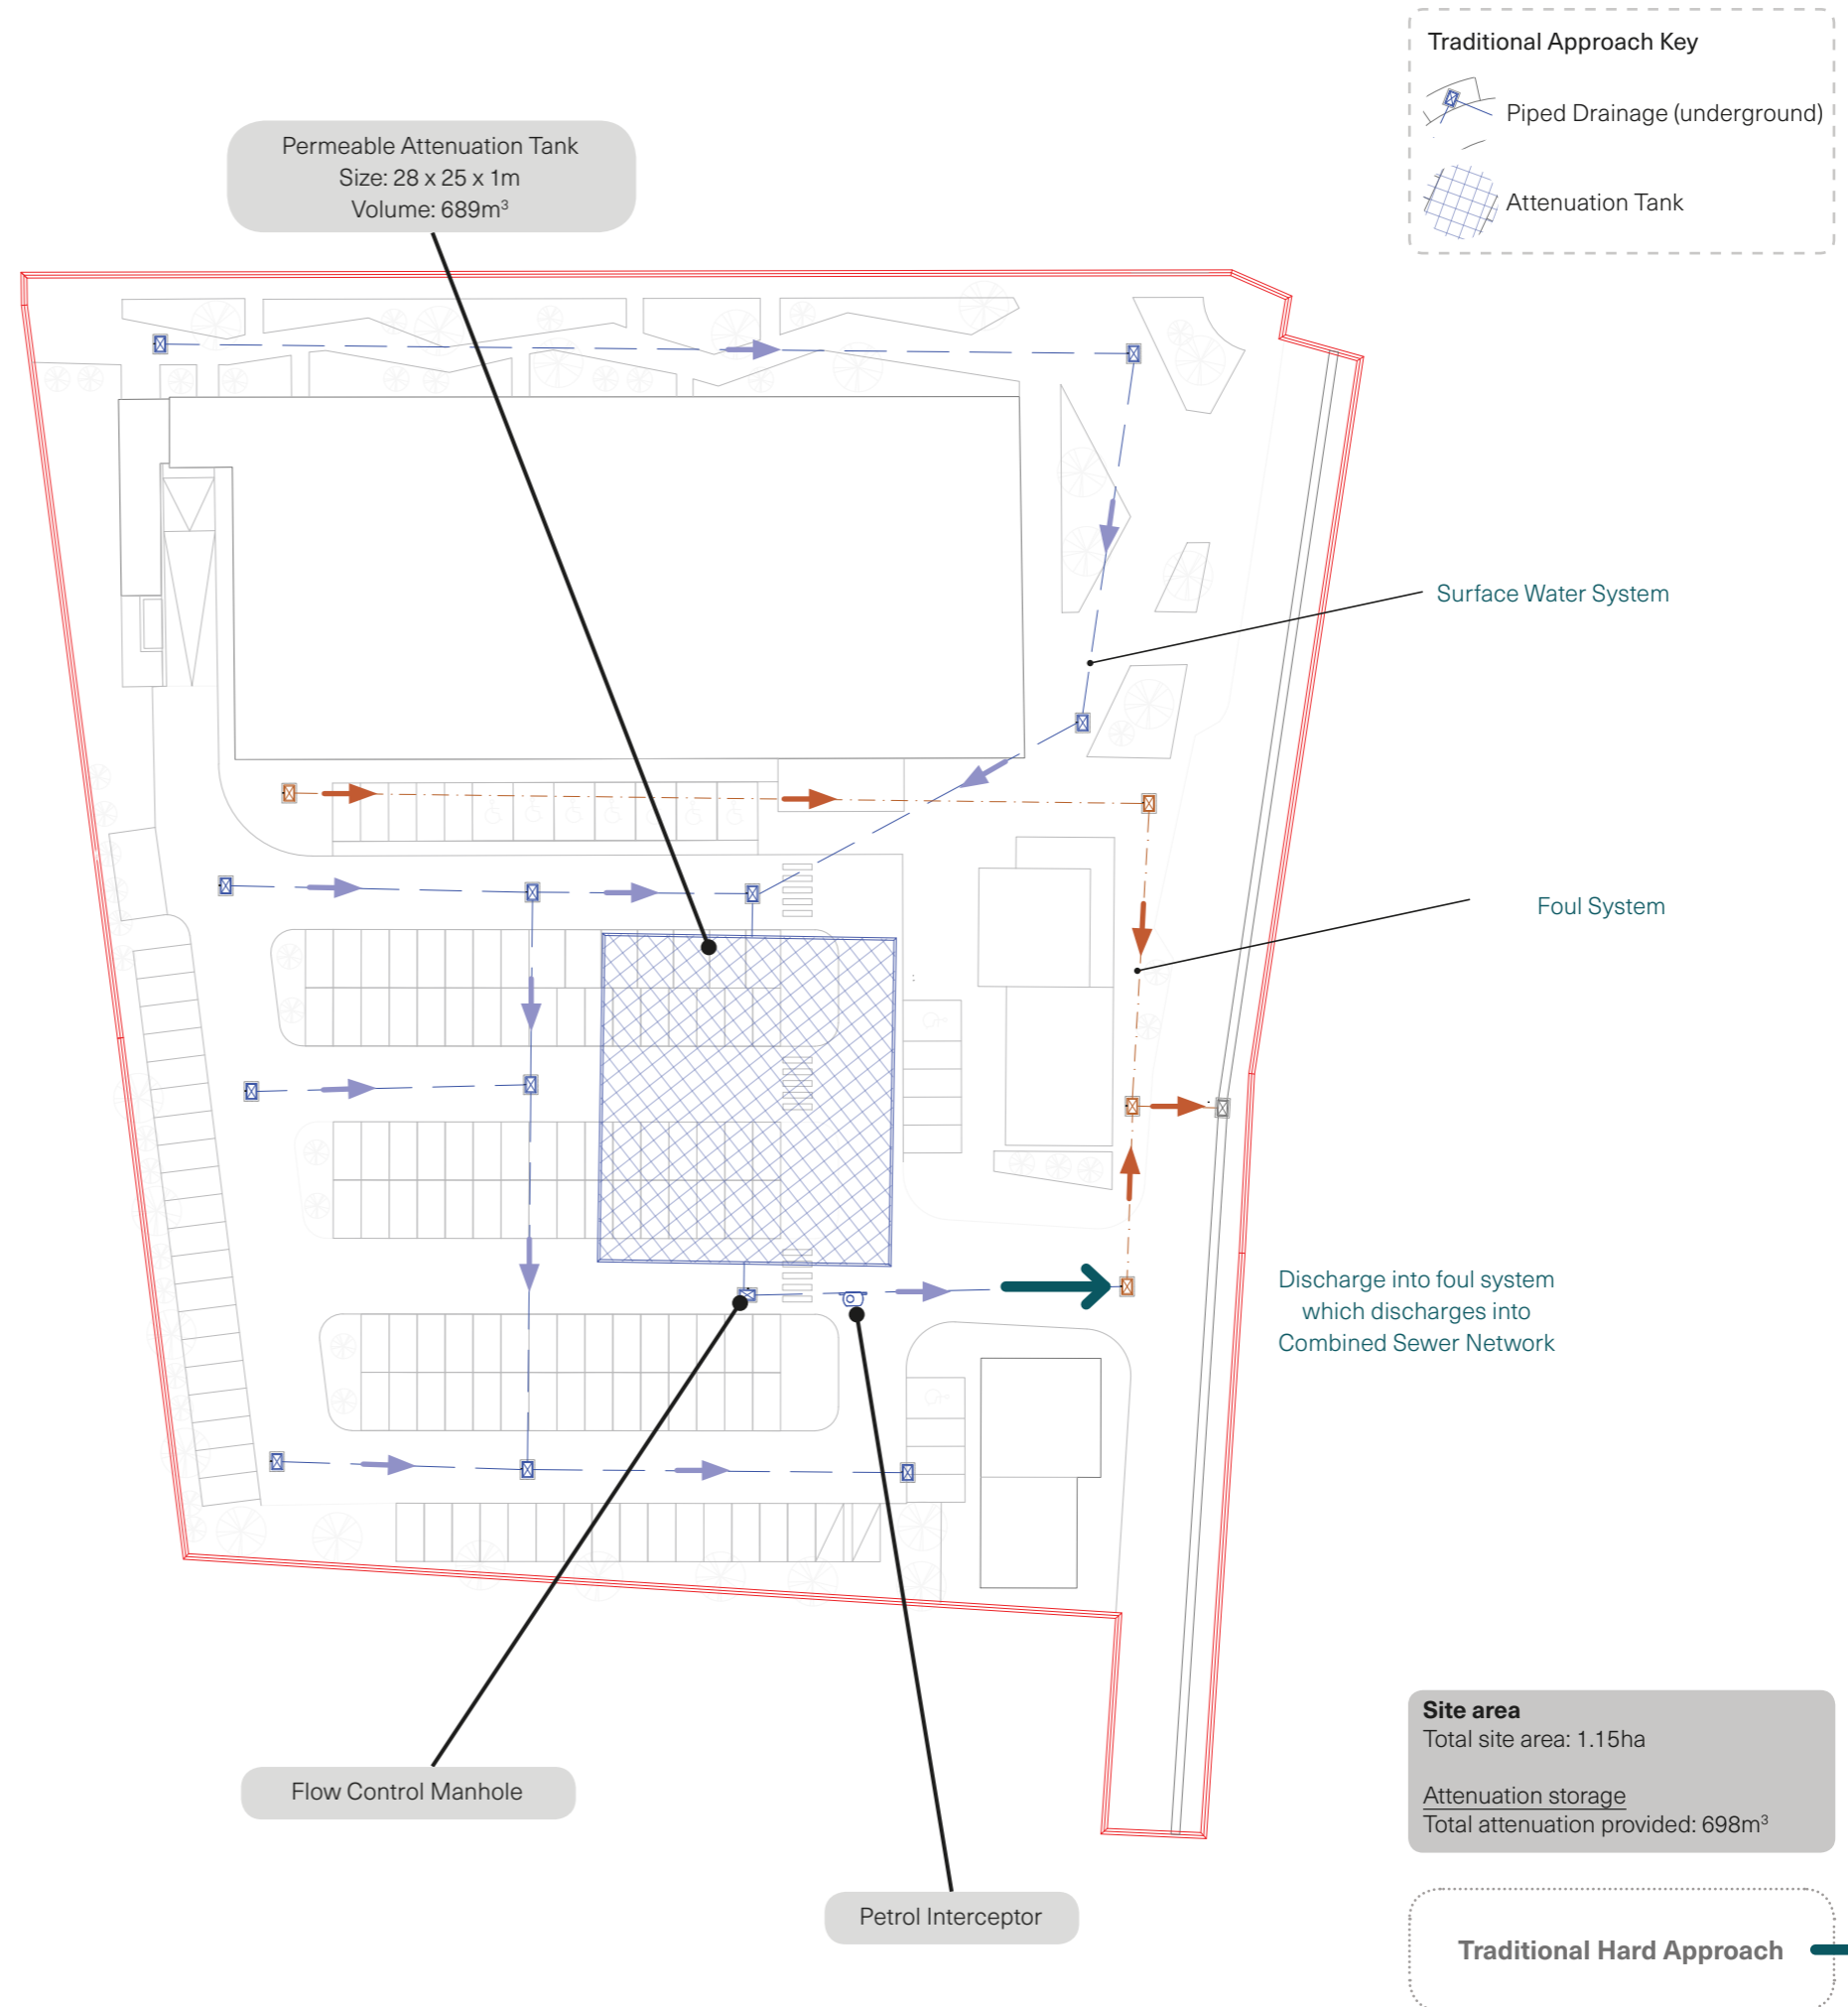 Traditional Approach Key
Piped Drainage (underground)
Attenuation Tank
Permeable Attenuation Tank
Size: 28 x 25 x 1m
Volume: 689m³
Surface Water System
Foul System
Discharge into foul system
which discharges into
Combined Sewer Network
Flow Control Manhole
Petrol Interceptor
Site area
Total site area: 1.15ha
Attenuation storage
Total attenuation provided: 698m³
Traditional Hard Approach